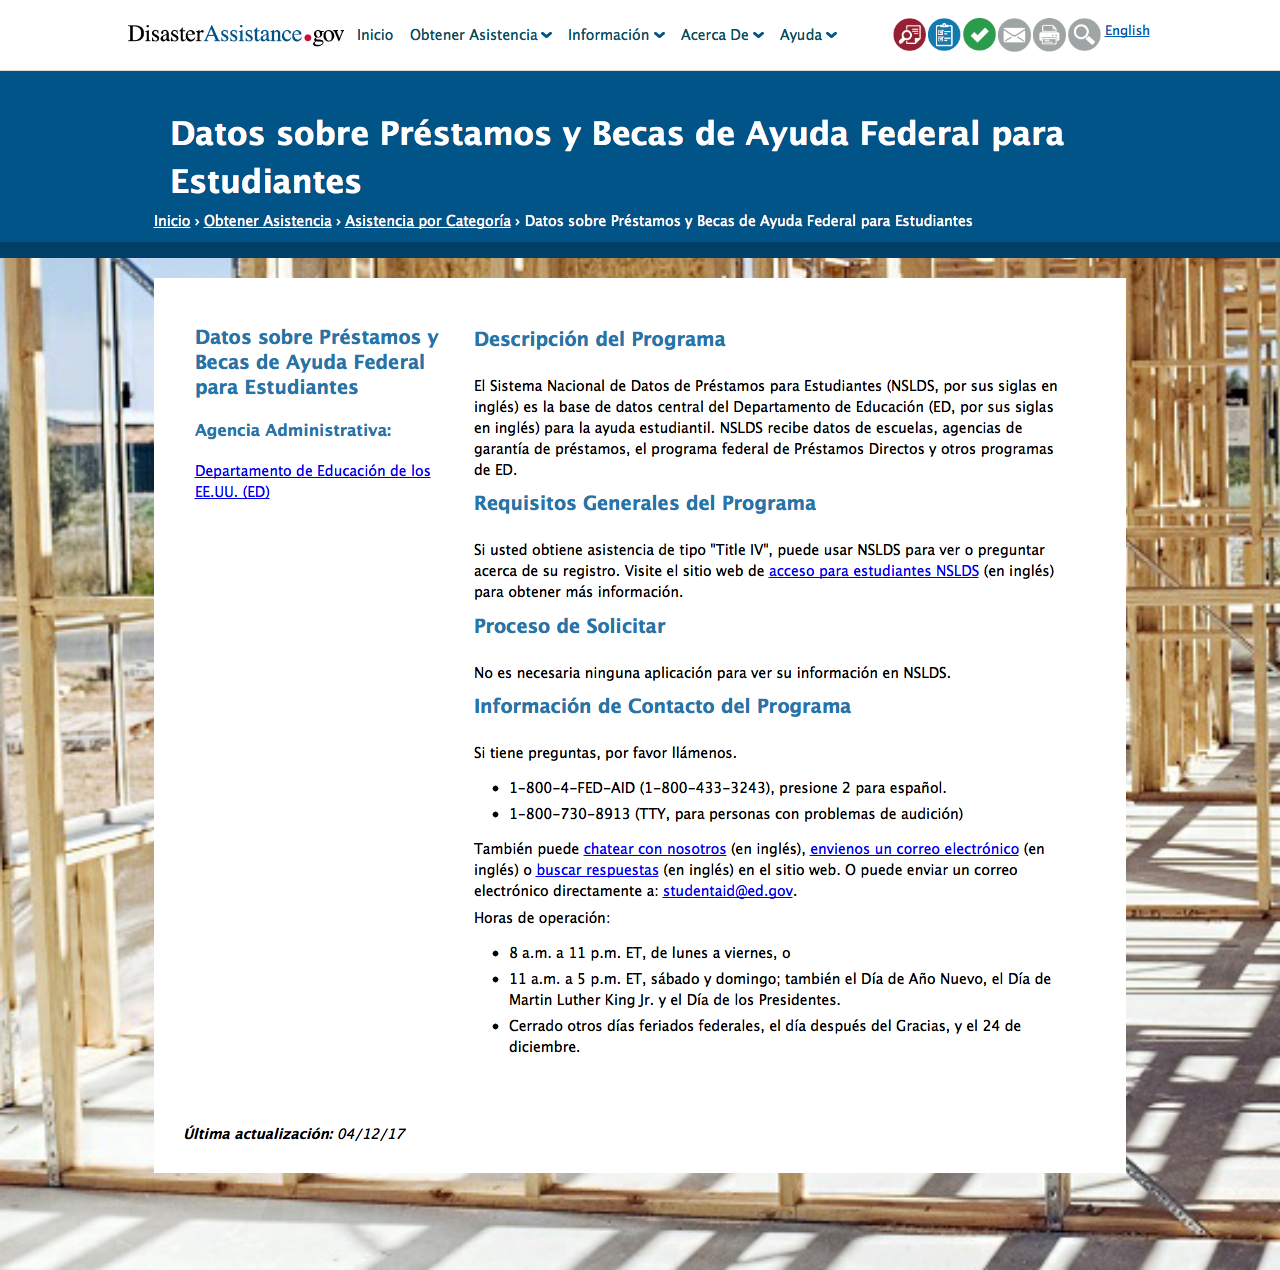 DisasterAssistance.gov Inicio Obtener Asistencia Información Acerca De Ayuda English
Datos sobre Préstamos y Becas de Ayuda Federal para
Estudiantes
Inicio › Obtener Asistencia › Asistencia por Categoría › Datos sobre Préstamos y Becas de Ayuda Federal para Estudiantes
Datos sobre Préstamos y
Becas de Ayuda Federal
para Estudiantes
Agencia Administrativa:
Departamento de Educación de los
EE.UU. (ED)
Descripción del Programa
El Sistema Nacional de Datos de Préstamos para Estudiantes (NSLDS, por sus siglas en
inglés) es la base de datos central del Departamento de Educación (ED, por sus siglas
en inglés) para la ayuda estudiantil. NSLDS recibe datos de escuelas, agencias de
garantía de préstamos, el programa federal de Préstamos Directos y otros programas
de ED.
Requisitos Generales del Programa
Si usted obtiene asistencia de tipo "Title IV", puede usar NSLDS para ver o preguntar
acerca de su registro. Visite el sitio web de acceso para estudiantes NSLDS (en inglés)
para obtener más información.
Proceso de Solicitar
No es necesaria ninguna aplicación para ver su información en NSLDS.
Información de Contacto del Programa
Si tiene preguntas, por favor llámenos.
• 1-800-4-FED-AID (1-800-433-3243), presione 2 para español.
• 1-800-730-8913 (TTY, para personas con problemas de audición)
También puede chatear con nosotros (en inglés), envienos un correo electrónico (en
inglés) o buscar respuestas (en inglés) en el sitio web. O puede enviar un correo
electrónico directamente a: studentaid@ed.gov.
Horas de operación:
• 8 a.m. a 11 p.m. ET, de lunes a viernes, o
• 11 a.m. a 5 p.m. ET, sábado y domingo; también el Día de Año Nuevo, el Día de
Martin Luther King Jr. y el Día de los Presidentes.
• Cerrado otros días feriados federales, el día después del Gracias, y el 24 de
diciembre.
Última actualización: 04/12/17